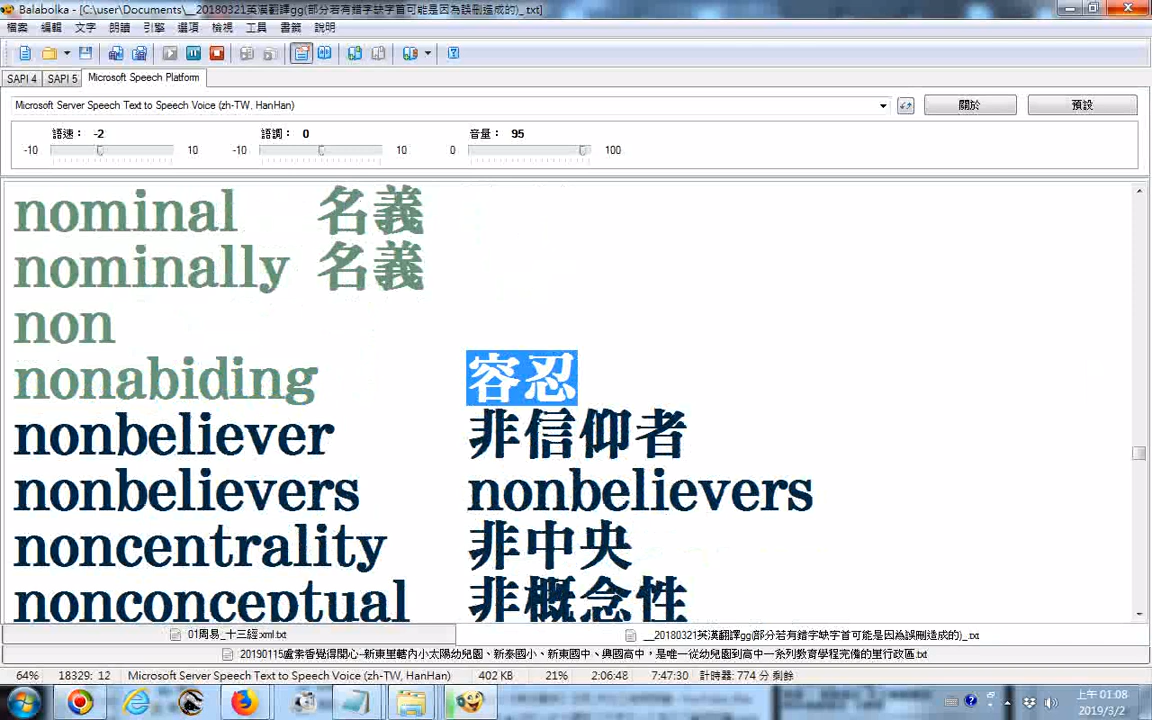 Balabolka - [C:\user\Documents\__20180321英漢翻譯gg(部分若有錯字缺字首可能是因為誤刪造成的)_.txt]
檔案 編輯 文字 朗讀 引擎 選項 檢視 工具 書籤 說明
SAPI 4 SAPI 5 Microsoft Speech Platform
Microsoft Server Speech Text to Speech Voice (zh-TW, HanHan) 關於 預設
語速： -2 語調： 0 音量： 95
-10 10 -10 10 0 100
nominal 名義
nominally 名義
non
nonabiding 容忍
nonbeliever 非信仰者
nonbelievers nonbelievers
noncentrality 非中央
nonconceptual 非概念性
01周易_十三經.xml.txt __20180321英漢翻譯gg(部分若有錯字缺字首可能是因為誤刪造成的)_.txt
20190115盧素香覺得開心-新東里轄內小太陽幼兒園、新泰國小、新東國中、興國高中，是唯一從幼兒園到高中一系列教育學程完備的里行政區.txt
64% 18329: 12 Microsoft Server Speech Text to Speech Voice (zh-TW, HanHan) 402 KB 21% 2:06:48 7:47:30 計時器: 774 分 剩餘
上午 01:08
2019/3/2